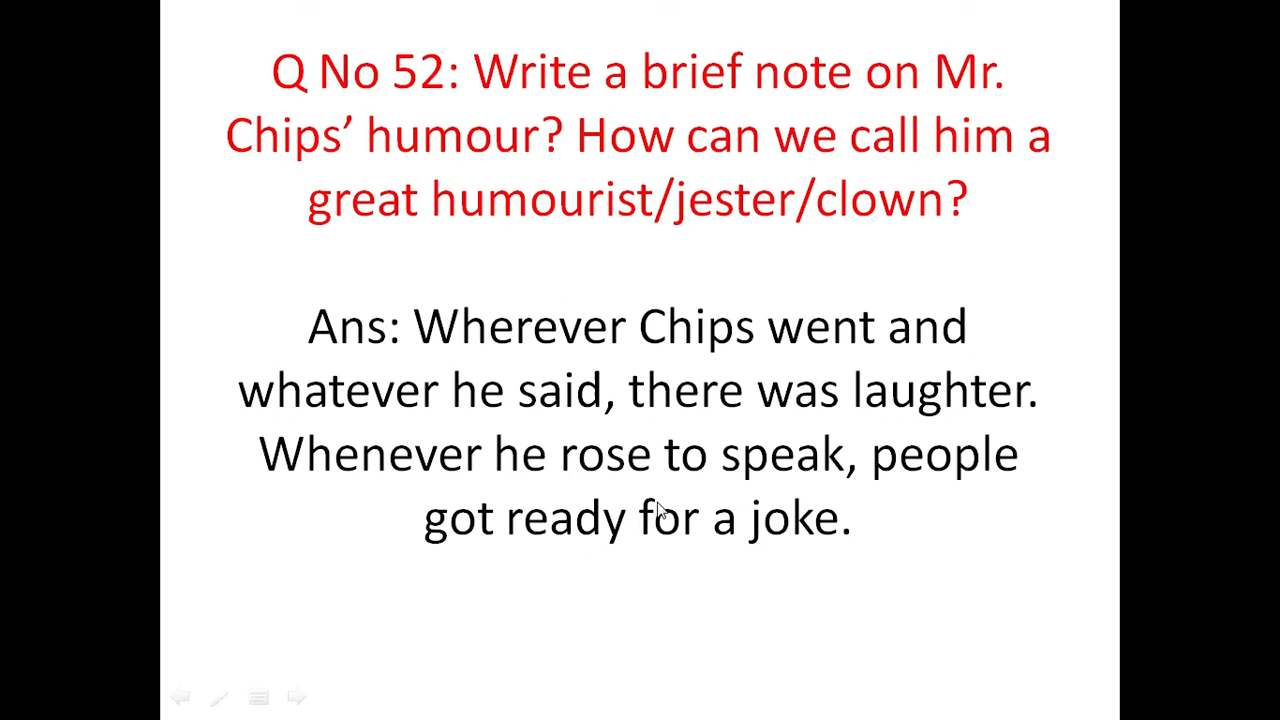 Q No 52: Write a brief note on Mr.
Chips’ humour? How can we call him a
great humourist/jester/clown?
Ans: Wherever Chips went and
whatever he said, there was laughter.
Whenever he rose to speak, people
got ready for a joke.